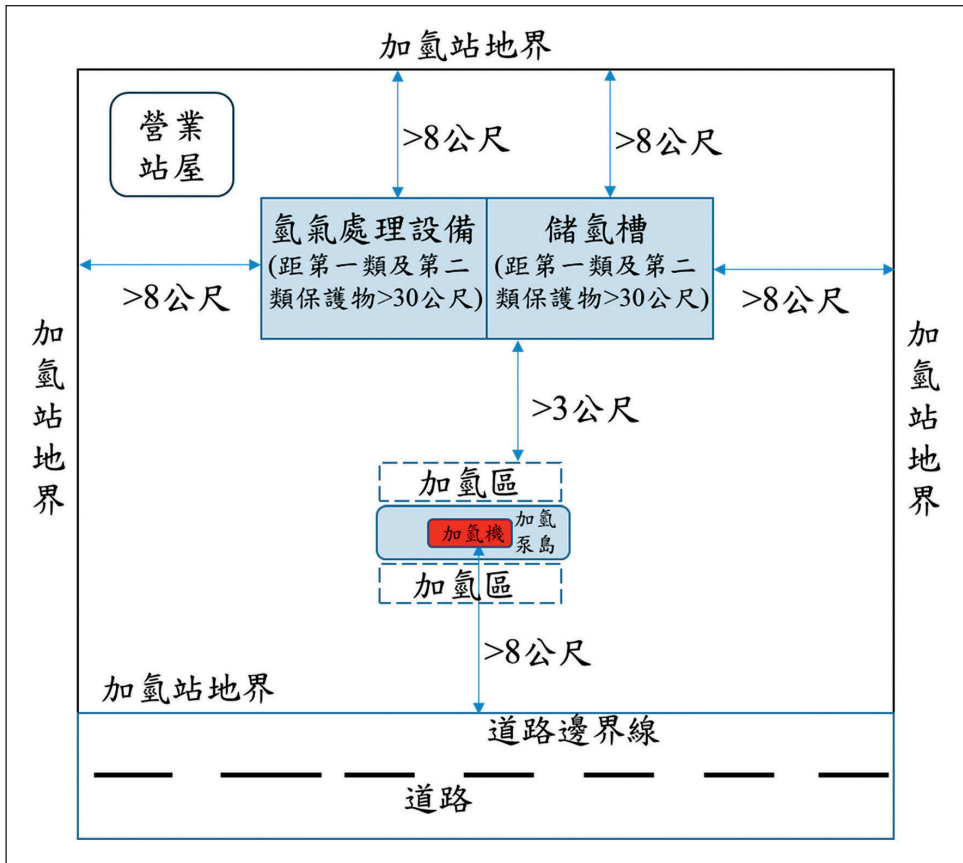 加氫站地界
營業
站屋
>8公尺
>8公尺
氫氣處理設備
(距第一類及第二
類保護物>30公尺)
儲氫槽
(距第一類及第二
類保護物>30公尺)
>8公尺
>8公尺
加氫站地界
加氫站地界
>3公尺
加氫區
加氫機
加氫
泵島
加氫區
>8公尺
加氫站地界
道路邊界線
道路